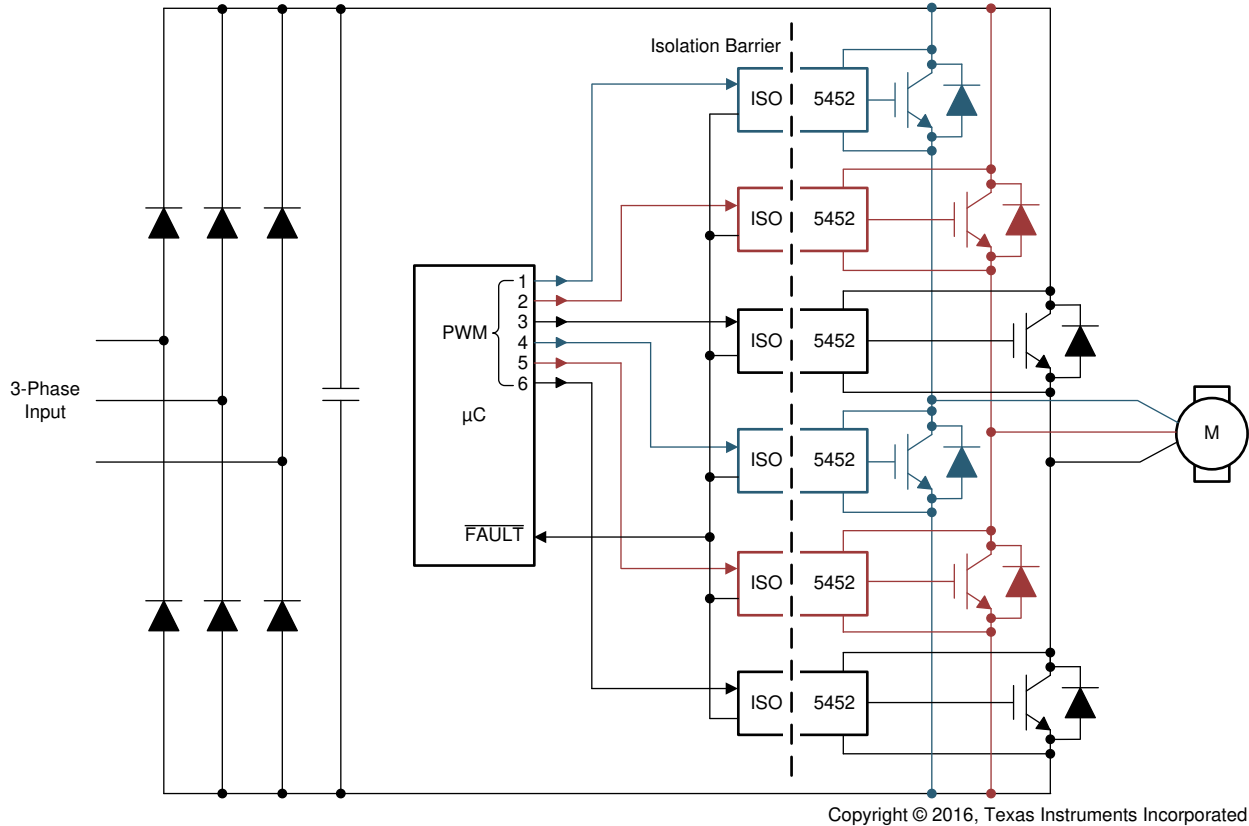 Isolation Barrier
ISO 5452
ISO 5452
1
2
3
4
5
6
PWM
ISO 5452
3-Phase
Input
µC
M
ISO 5452
FAULT
ISO 5452
ISO 5452
Copyright © 2016, Texas Instruments Incorporated